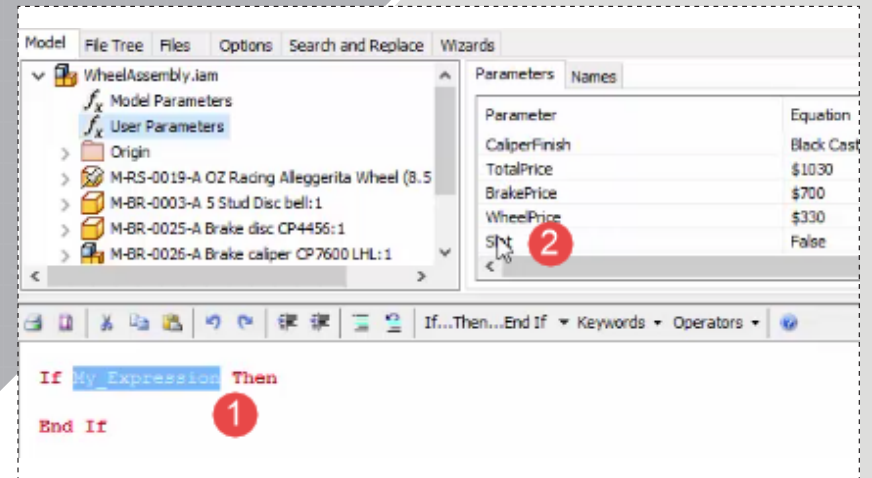 Model File Tree Files Options Search and Replace Wizards
WheelAssembly.iam
fx Model Parameters
fx User Parameters
Origin
M-RS-0019-A OZ Racing Alleggerita Wheel (8.5
M-BR-0003-A 5 Stud Disc bell:1
M-BR-0025-A Brake disc CP4456:1
M-BR-0026-A Brake caliper CP7600 LHL:1
Parameters Names
Parameter Equation
CaliperFinish Black Cast
TotalPrice $1030
BrakePrice $700
WheelPrice $330
False
2
If...Then...End If Keywords Operators
If My_Expression Then
1
End If